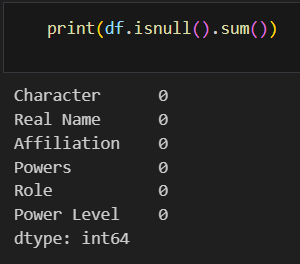 print(df.isnull().sum())
Character 0
Real Name 0
Affiliation 0
Powers 0
Role 0
Power Level 0
dtype: int64